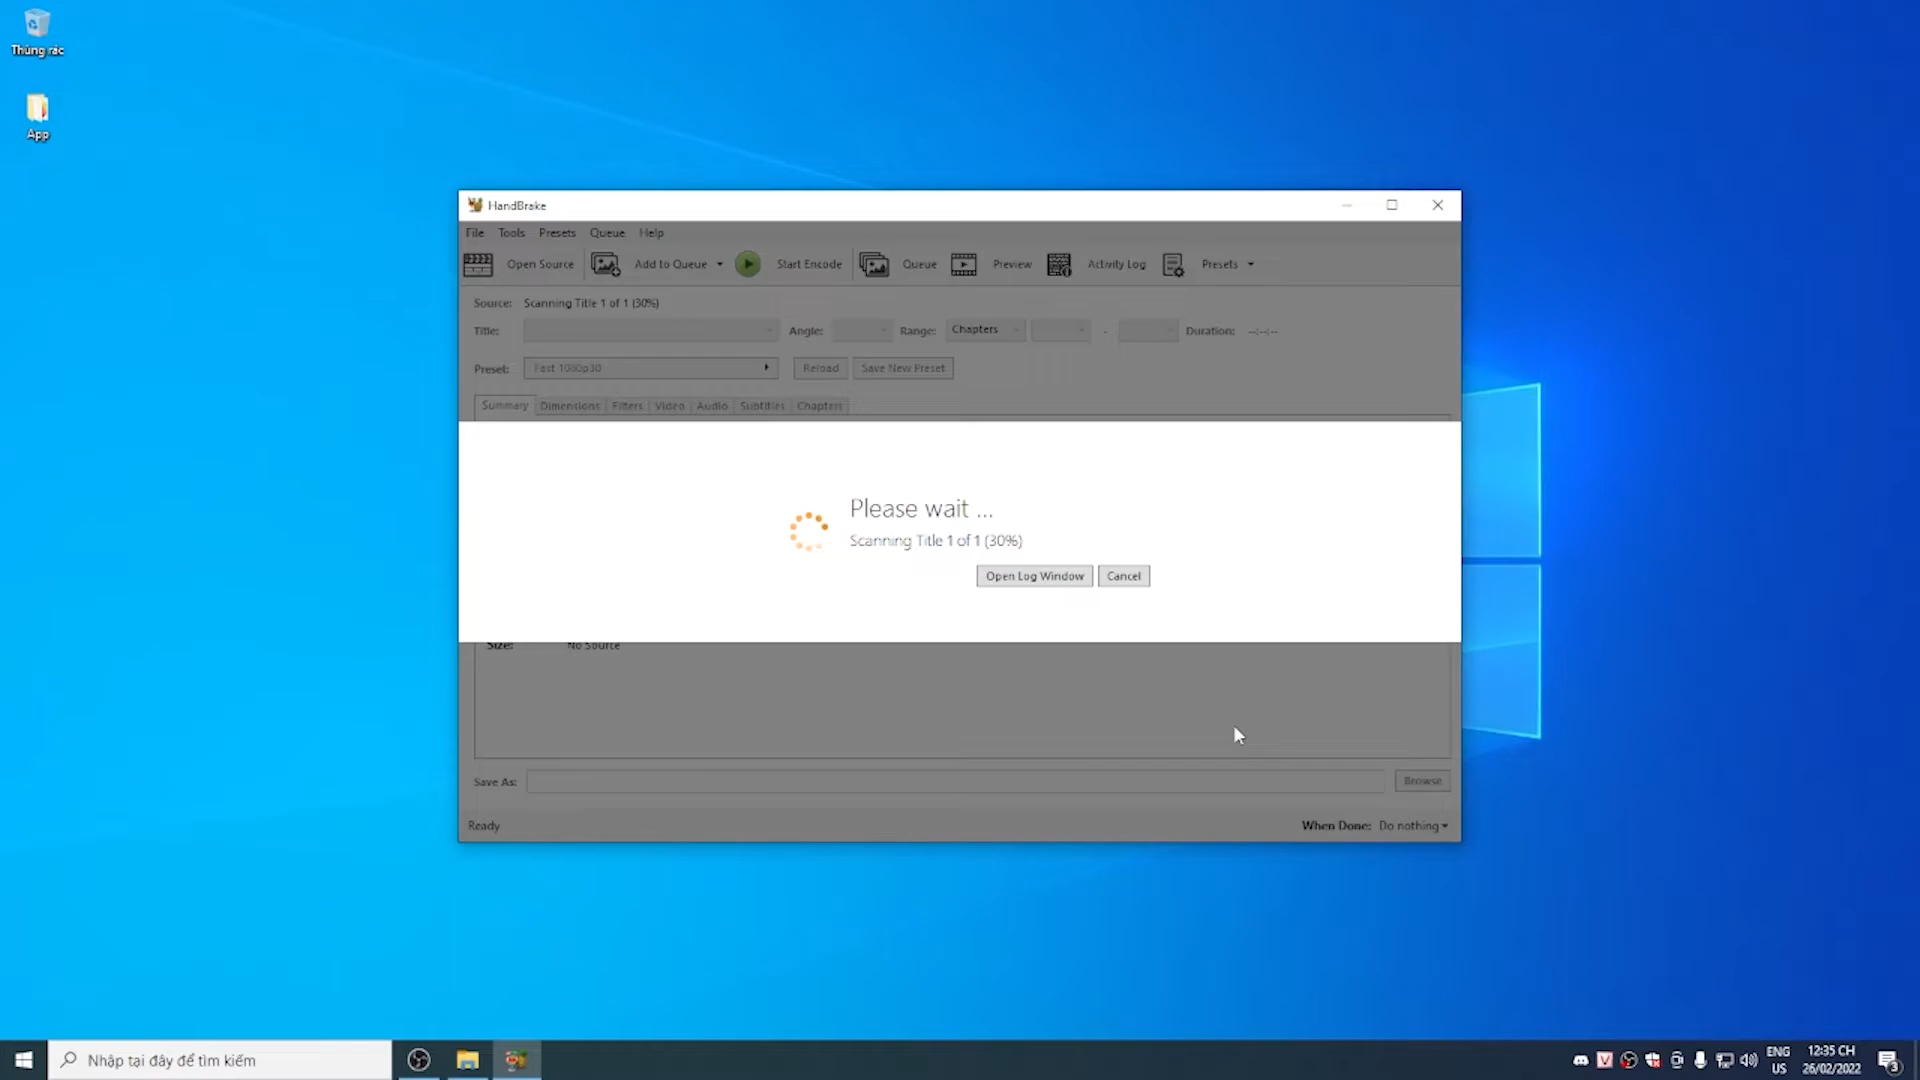 Thùng rác
App
HandBrake
File Tools Presets Queue Help
Open Source Add to Queue Start Encode Queue Preview Activity Log Presets
Source: Scanning Title 1 of 1 (30%)
Title: Angle: Range: Chapters - Duration: --:--:--
Preset: Fast 1080p30 Reload Save New Preset
Summary Dimensions Filters Video Audio Subtitles Chapters
Please wait ...
Scanning Title 1 of 1 (30%)
Open Log Window Cancel
Size: No Source
Save As: Browse
Ready When Done: Do nothing
Nhập tại đây để tìm kiếm
ENG
US
12:35 CH
26/02/2022
3